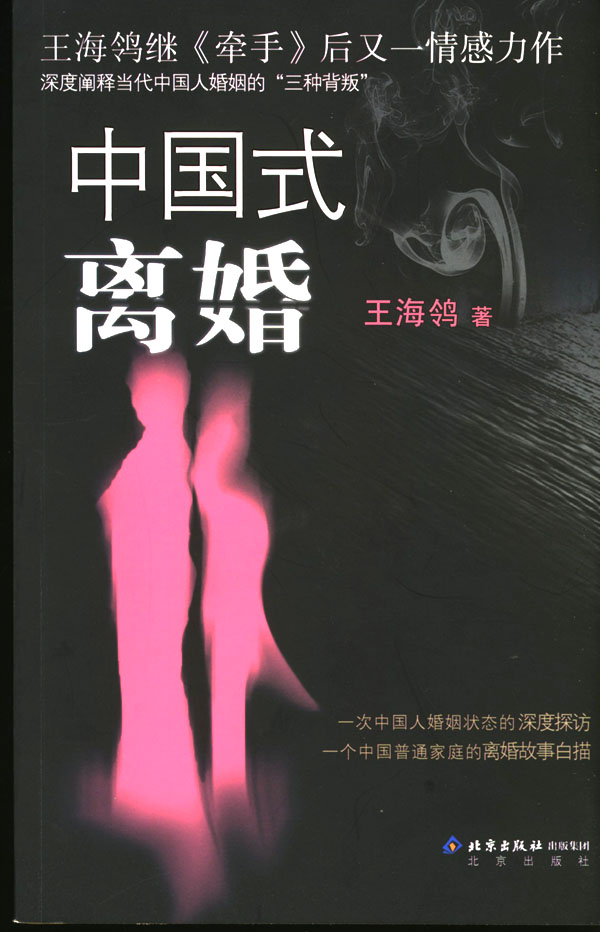 王海鸰继《牵手》后又一情感力作
深度阐释当代中国人婚姻的“三种背叛”
中国式
离婚
王海鸰 著
一次中国人婚姻状态的深度探访
一个中国普通家庭的离婚故事白描
北京出版社 出版集团
北京出版社